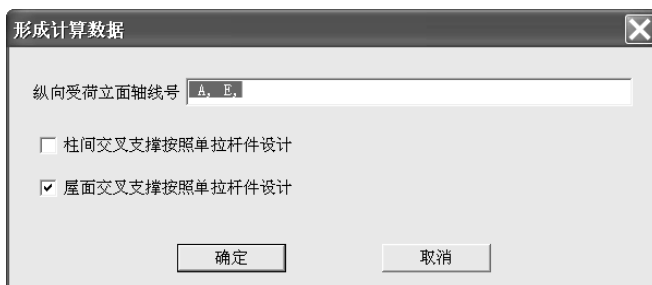 形成计算数据
纵向受荷立面轴线号 A, E,
柱间交叉支撑按照单拉杆件设计
屋面交叉支撑按照单拉杆件设计
确定 取消